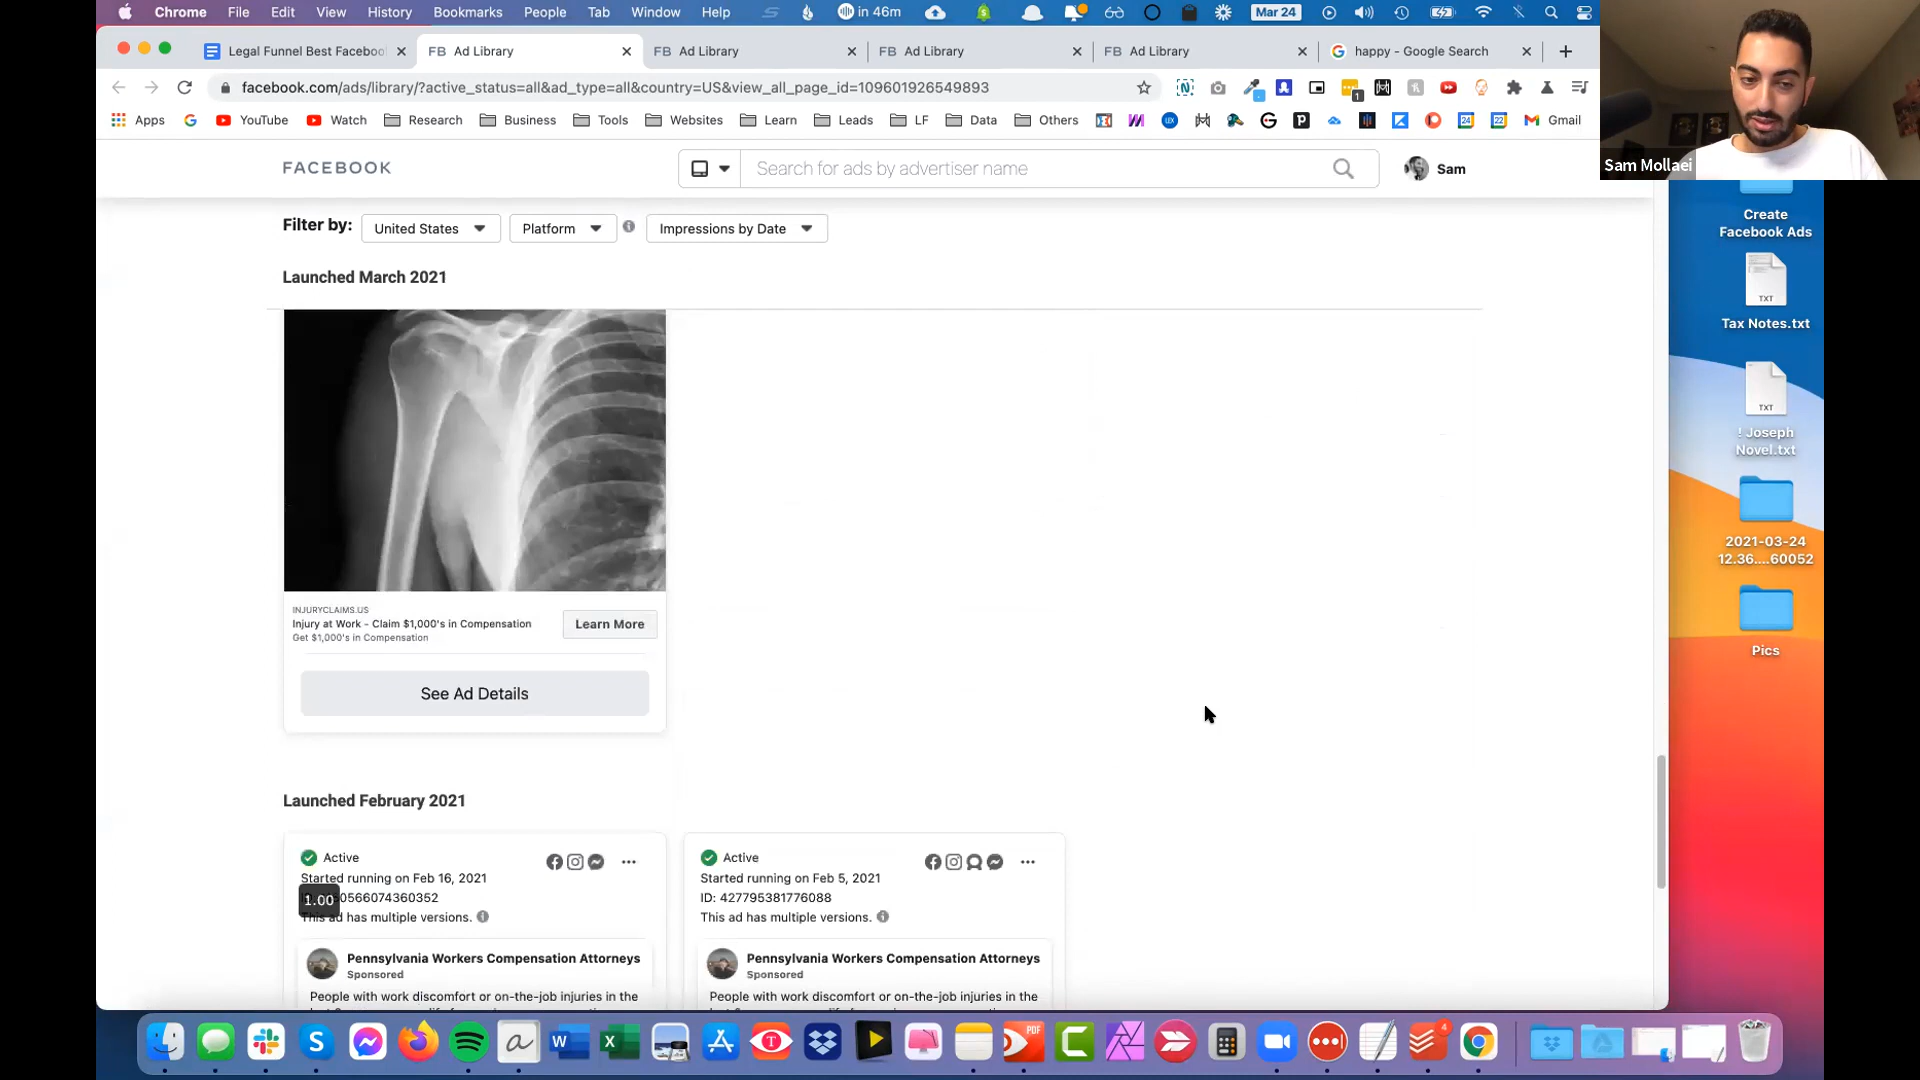 Chrome File Edit View History Bookmarks People Tab Window Help in 46m Mar 24
Legal Funnel Best Facebo FB Ad Library FB Ad Library FB Ad Library FB Ad Library happy - Google Search
facebook.com/ads/library/?active_status=all&ad_type=all&country=US&view_all_page_id=109601926549893
Apps YouTube Watch Research Business Tools Websites Learn Leads LF Data Others Gmail
Sam Mollaei
FACEBOOK
Search for ads by advertiser name
Sam
Filter by: United States Platform Impressions by Date
Launched March 2021
INJURYCLAIMS.US
Injury at Work - Claim $1,000's in Compensation
Get $1,000's in Compensation
Learn More
See Ad Details
Launched February 2021
Active
Started running on Feb 16, 2021
0566074360352
1.00
This ad has multiple versions.
Pennsylvania Workers Compensation Attorneys
Sponsored
People with work discomfort or on-the-job injuries in the
Active
Started running on Feb 5, 2021
ID: 427795381776088
This ad has multiple versions.
Pennsylvania Workers Compensation Attorneys
Sponsored
People with work discomfort or on-the-job injuries in the
Create
Facebook Ads
TXT
Tax Notes.txt
TXT
! Joseph
Novel.txt
2021-03-24
12.36....60052
Pics
PDF
4